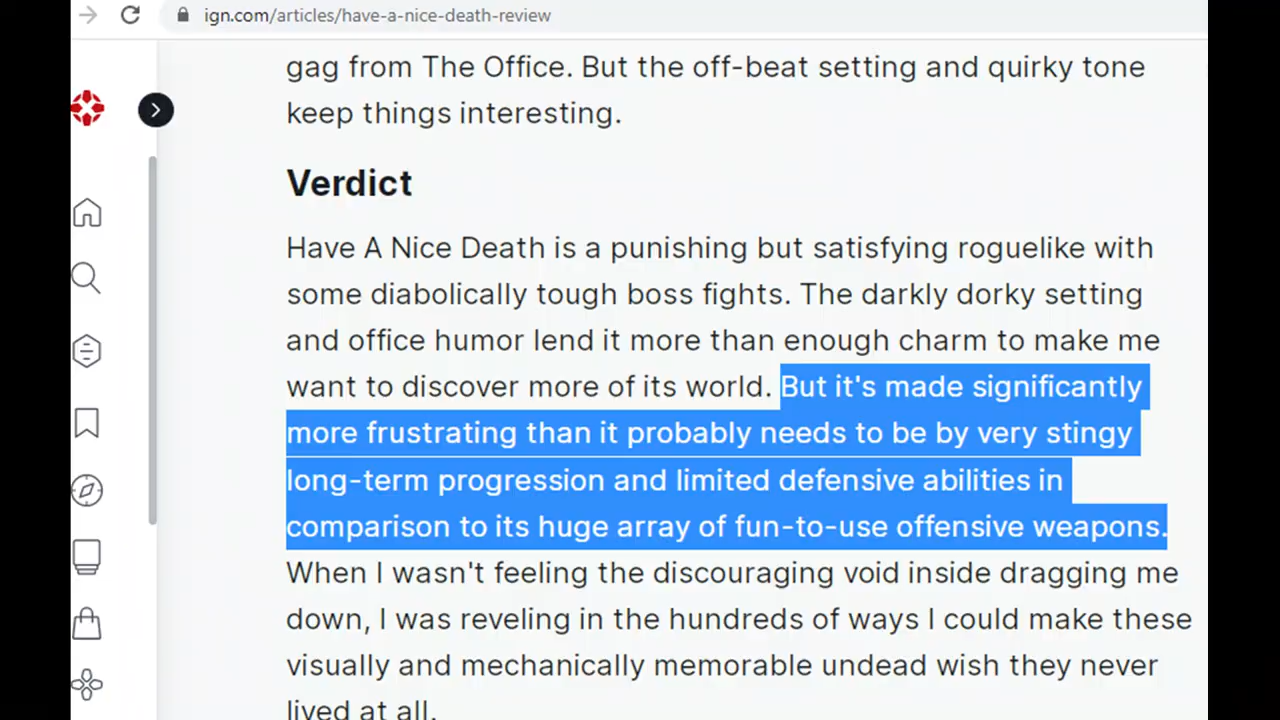 ign.com/articles/have-a-nice-death-review
gag from The Office. But the off-beat setting and quirky tone
keep things interesting.
Verdict
Have A Nice Death is a punishing but satisfying roguelike with
some diabolically tough boss fights. The darkly dorky setting
and office humor lend it more than enough charm to make me
want to discover more of its world. But it's made significantly
more frustrating than it probably needs to be by very stingy
long-term progression and limited defensive abilities in
comparison to its huge array of fun-to-use offensive weapons.
When I wasn't feeling the discouraging void inside dragging me
down, I was reveling in the hundreds of ways I could make these
visually and mechanically memorable undead wish they never
lived at all.